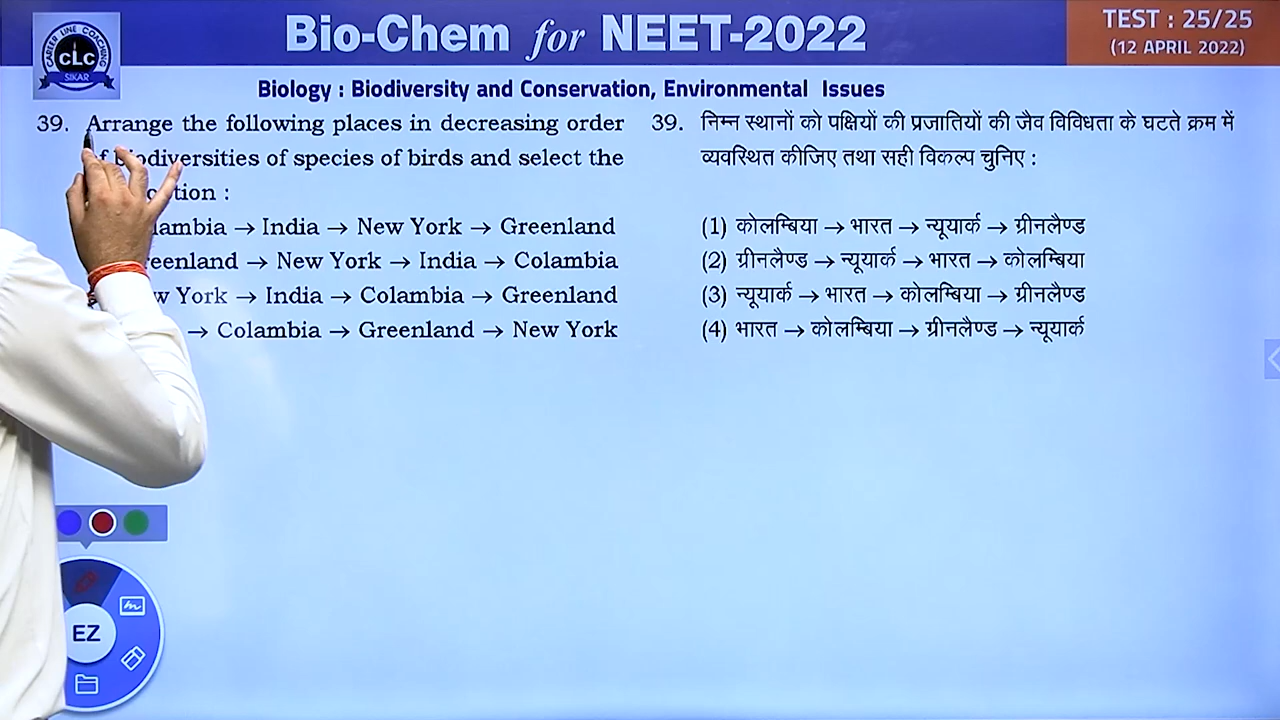 Bio-Chem for NEET-2022
TEST : 25/25
(12 APRIL 2022)
CAREER LINE COACHING
CLC
SIKAR
Biology : Biodiversity and Conservation, Environmental Issues
39. Arrange the following places in decreasing order
biodiversities of species of birds and select the
:
→ India → New York → Greenland
→ New York → India → Colambia
York → India → Colambia → Greenland
→ Colambia → Greenland → New York
39. निम्न स्थानों को पक्षियों की प्रजातियों की जैव विविधता के घटते क्रम में
व्यवस्थित कीजिए तथा सही विकल्प चुनिए :
(1) कोलम्बिया → भारत → न्यूयार्क → ग्रीनलैण्ड
(2) ग्रीनलैण्ड → न्यूयार्क → भारत → कोलम्बिया
(3) न्यूयार्क → भारत → कोलम्बिया → ग्रीनलैण्ड
(4) भारत → कोलम्बिया → ग्रीनलैण्ड → न्यूयार्क
EZ